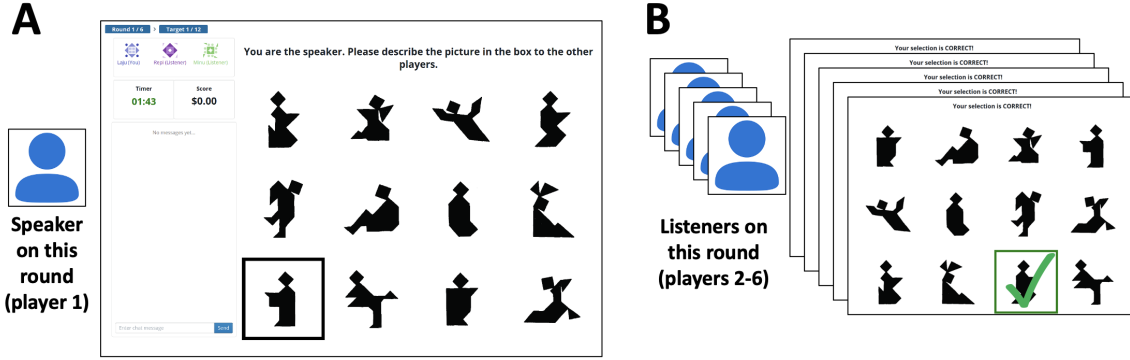 A
Round 1 / 6 › Target 1 / 12
Laju (You) Repi (Listener) Minu (Listener)
Timer Score
01:43 $0.00
No messages yet...
Enter chat message Send
You are the speaker. Please describe the picture in the box to the other
players.
Speaker
on this
round
(player 1)
B
Your selection is CORRECT!
Your selection is CORRECT!
Your selection is CORRECT!
Your selection is CORRECT!
Your selection is CORRECT!
Listeners on
this round
(players 2-6)